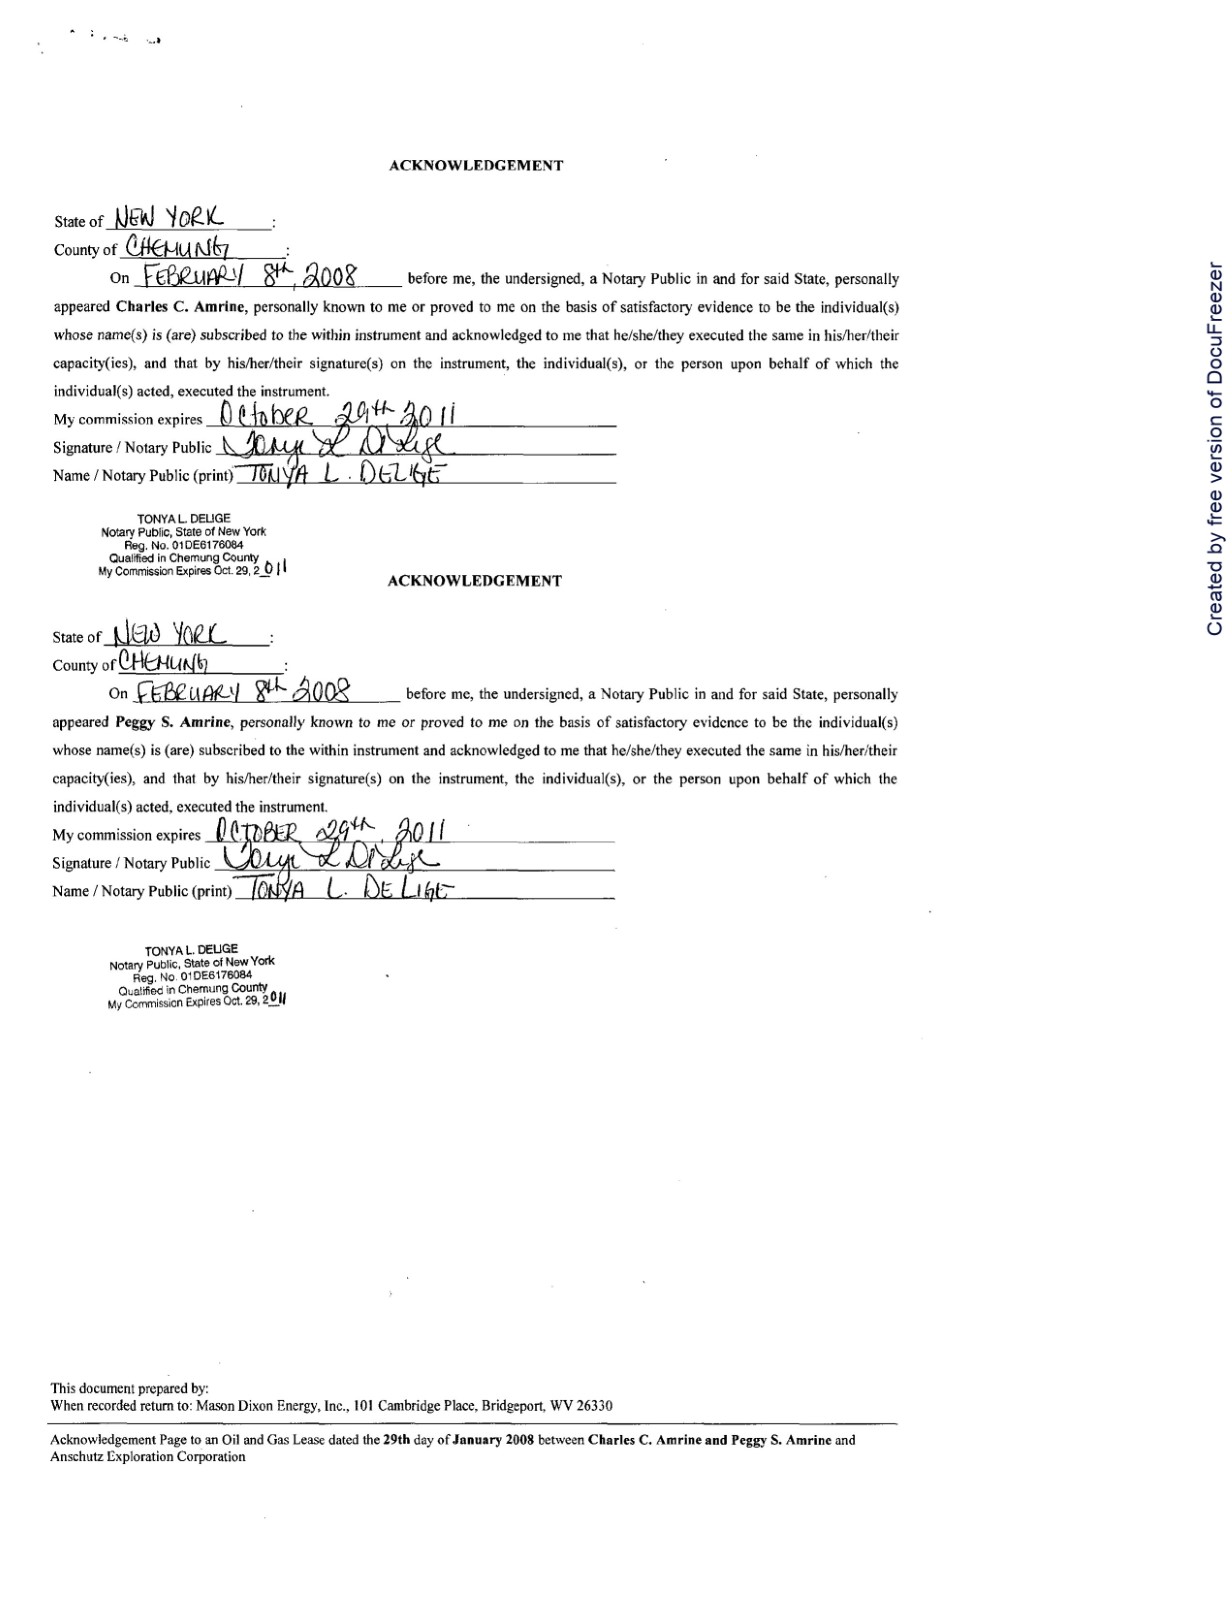 ACKNOWLEDGEMENT
State of NEW YORK :
County of CHEMUNG :
On FEBRUARY 8th, 2008 before me, the undersigned, a Notary Public in and for said State, personally
appeared Charles C. Amrine, personally known to me or proved to me on the basis of satisfactory evidence to be the individual(s)
whose name(s) is (are) subscribed to the within instrument and acknowledged to me that he/she/they executed the same in his/her/their
capacity(ies), and that by his/her/their signature(s) on the instrument, the individual(s), or the person upon behalf of which the
individual(s) acted, executed the instrument.
My commission expires October 29th, 2011
Signature / Notary Public Tonya L DeLige
Name / Notary Public (print) TONYA L. DELIGE
TONYA L. DELIGE
Notary Public, State of New York
Reg. No. 01DE6176084
Qualified in Chemung County
My Commission Expires Oct. 29, 2011
ACKNOWLEDGEMENT
State of NEW YORK :
County of CHEMUNG :
On FEBRUARY 8th 2008 before me, the undersigned, a Notary Public in and for said State, personally
appeared Peggy S. Amrine, personally known to me or proved to me on the basis of satisfactory evidence to be the individual(s)
whose name(s) is (are) subscribed to the within instrument and acknowledged to me that he/she/they executed the same in his/her/their
capacity(ies), and that by his/her/their signature(s) on the instrument, the individual(s), or the person upon behalf of which the
individual(s) acted, executed the instrument.
My commission expires OCTOBER 29th, 2011
Signature / Notary Public Tonya L DeLige
Name / Notary Public (print) TONYA L. DELIGE
TONYA L. DELIGE
Notary Public, State of New York
Reg. No. 01DE6176084
Qualified in Chemung County
My Commission Expires Oct. 29, 2011
This document prepared by:
When recorded return to: Mason Dixon Energy, Inc., 101 Cambridge Place, Bridgeport, WV 26330
Acknowledgement Page to an Oil and Gas Lease dated the 29th day of January 2008 between Charles C. Amrine and Peggy S. Amrine and
Anschutz Exploration Corporation
Created by free version of DocuFreezer